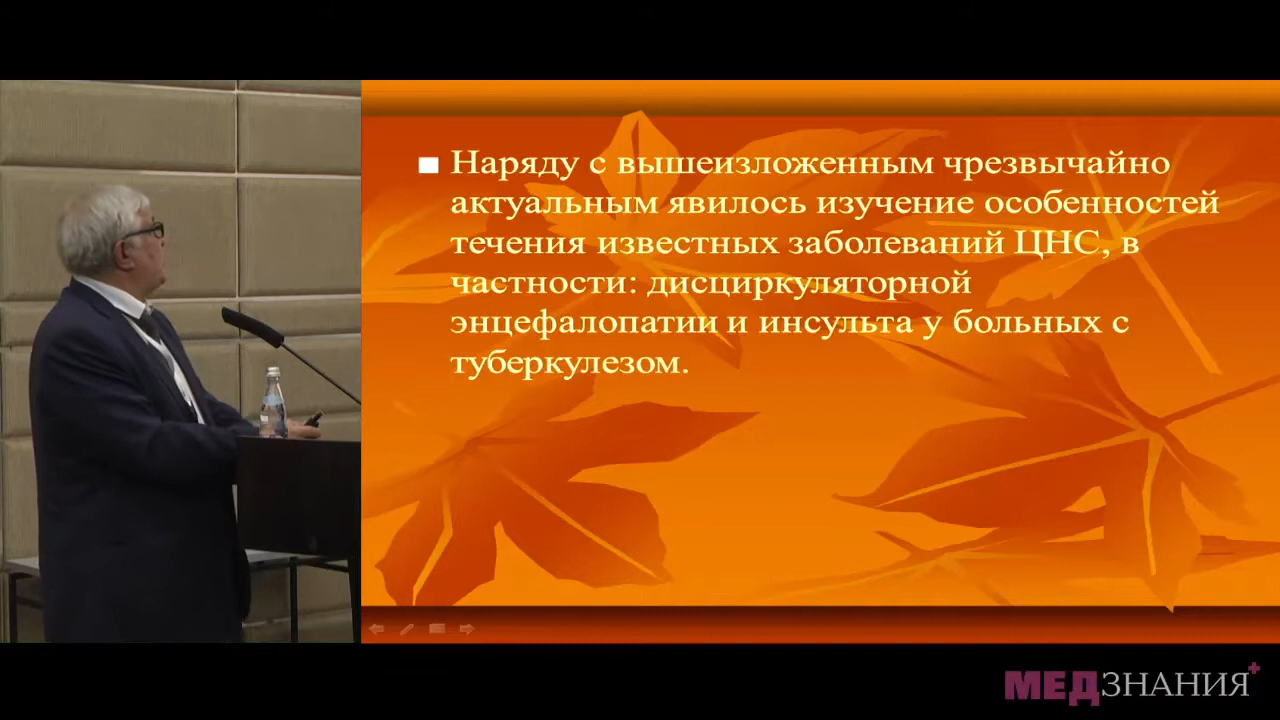 Наряду с вышеизложенным чрезвычайно
актуальным явилось изучение особенностей
течения известных заболеваний ЦНС, в
частности: дисциркуляторной
энцефалопатии и инсульта у больных с
туберкулезом.
МЕДЗНАНИЯ+